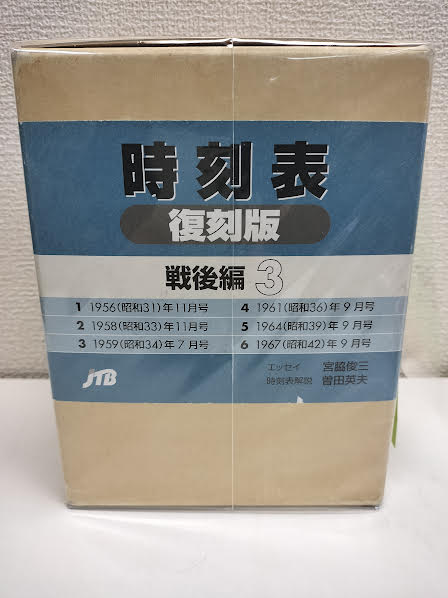 時刻表
復刻版
戦後編 3
1 1956(昭和31)年11月号
2 1958(昭和33)年11月号
3 1959(昭和34)年7月号
4 1961(昭和36)年9月号
5 1964(昭和39)年9月号
6 1967(昭和42)年9月号
エッセイ 宮脇俊三
時刻表解説 曽田英夫
JTB